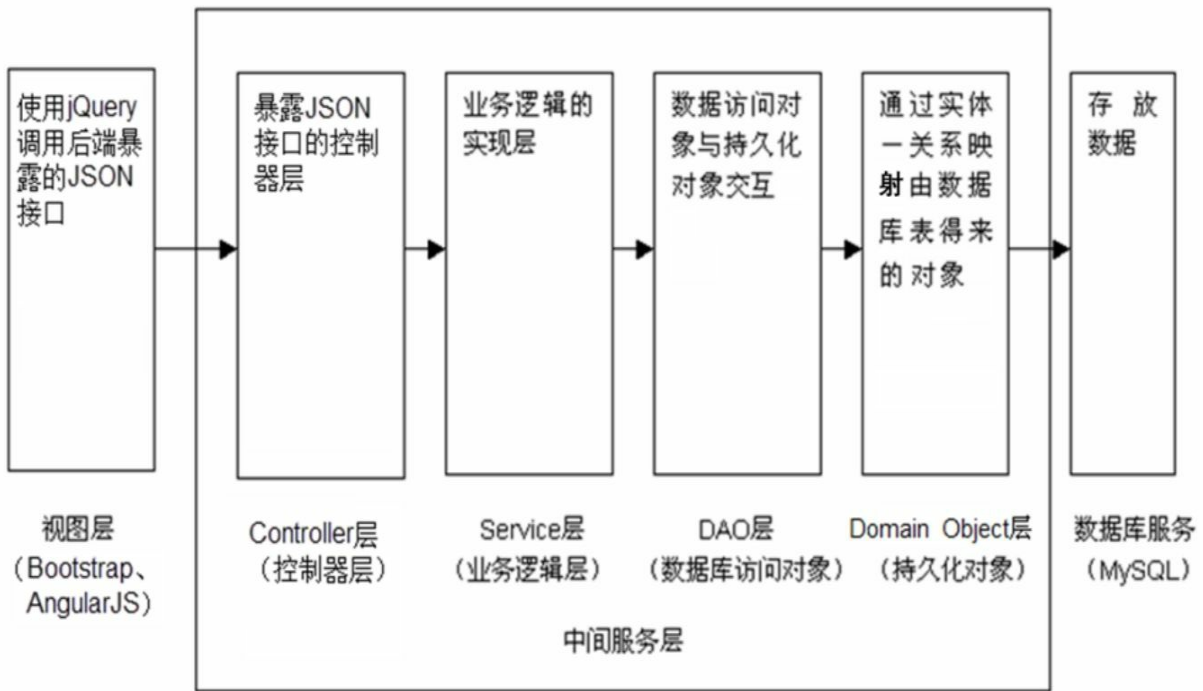 使用jQuery
调用后端暴
露的JSON
接口
暴露JSON
接口的控制
器层
业务逻辑的
实现层
数据访问对
象与持久化
对象交互
通过实体
一关系映
射由数据
库表得来
的对象
存放
数据
视图层
（Bootstrap、
AngularJS）
Controller层
（控制器层）
Service层
（业务逻辑层）
DAO层
（数据库访问对象）
Domain Object层
（持久化对象）
数据库服务
（MySQL）
中间服务层